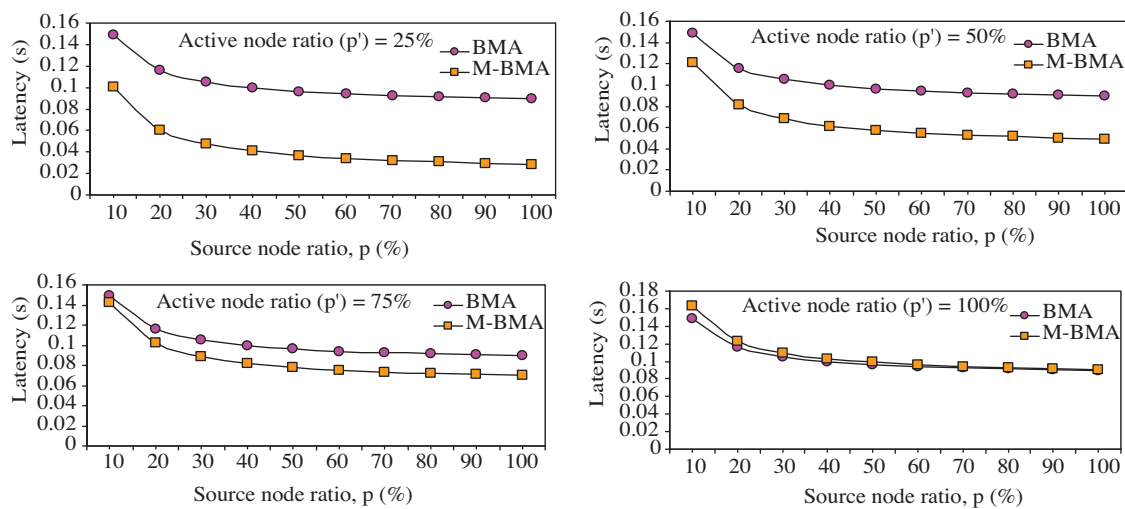 0.16
0.14
0.12
0.1
0.08
0.06
0.04
0.02
0
Latency (s)
Active node ratio (p') = 25%
BMA
M-BMA
10 20 30 40 50 60 70 80 90 100
Source node ratio, p (%)
0.16
0.14
0.12
0.1
0.08
0.06
0.04
0.02
0
Latency (s)
Active node ratio (p') = 50%
BMA
M-BMA
10 20 30 40 50 60 70 80 90 100
Source node ratio, p (%)
0.16
0.14
0.12
0.1
0.08
0.06
0.04
0.02
0
Latency (s)
Active node ratio (p') = 75%
BMA
M-BMA
10 20 30 40 50 60 70 80 90 100
Source node ratio, p (%)
0.18
0.16
0.14
0.12
0.1
0.08
0.06
0.04
0.02
0
Latency (s)
Active node ratio (p') = 100%
BMA
M-BMA
10 20 30 40 50 60 70 80 90 100
Source node ratio, p (%)